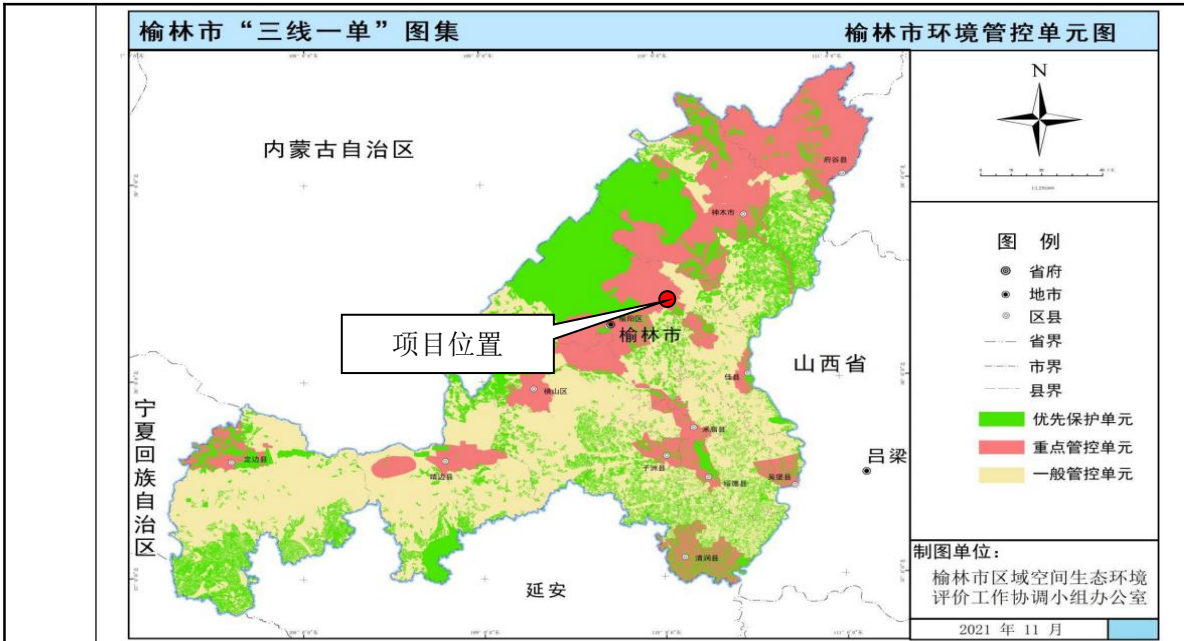 榆林市“三线一单”图集
榆林市环境管控单元图
N
内蒙古自治区
府谷县
神木市
榆阳区
榆林市
项目位置
山西省
佳县
横山区
米脂县
宁夏回族自治区
定边县
靖边县
子洲县
绥德县
吴堡县
吕梁
清涧县
延安
图 例
省府
地市
区县
省界
市界
县界
优先保护单元
重点管控单元
一般管控单元
制图单位：
榆林市区域空间生态环境
评价工作协调小组办公室
2021 年 11 月